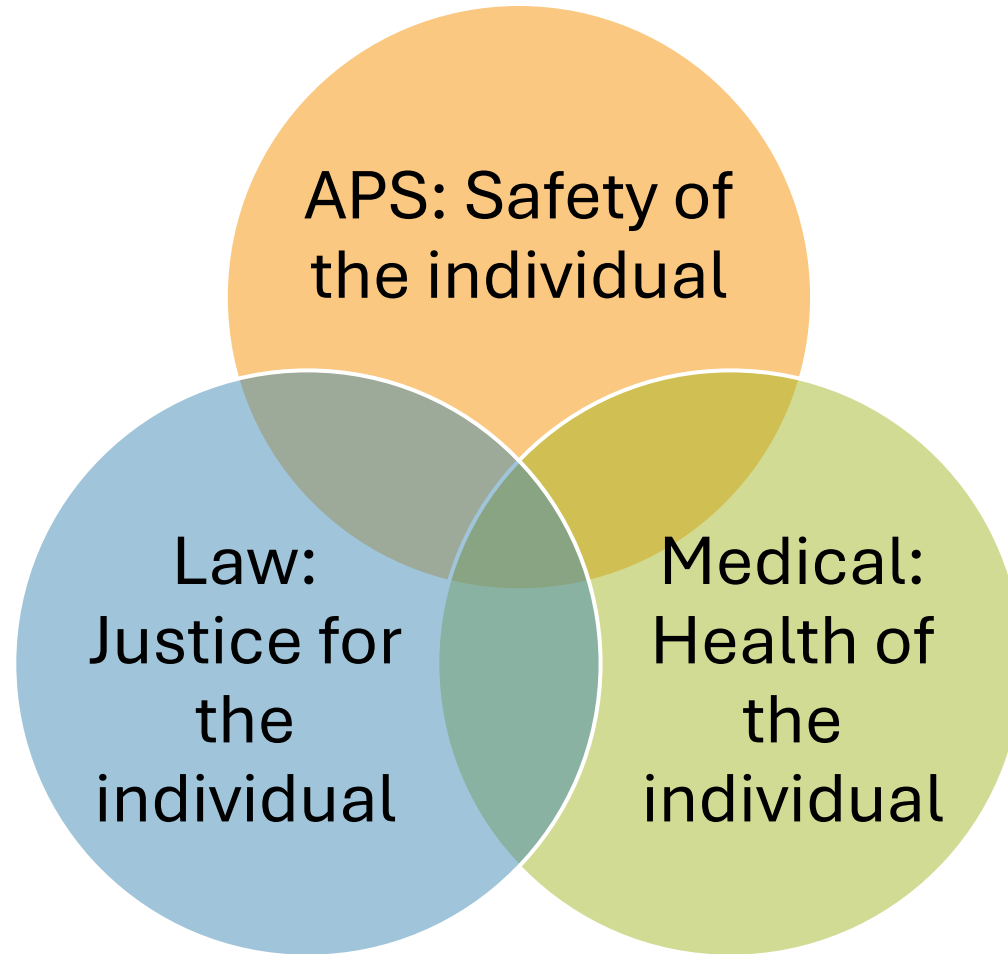 APS: Safety of
the individual
Law:
Justice for
the
individual
Medical:
Health of
the
individual